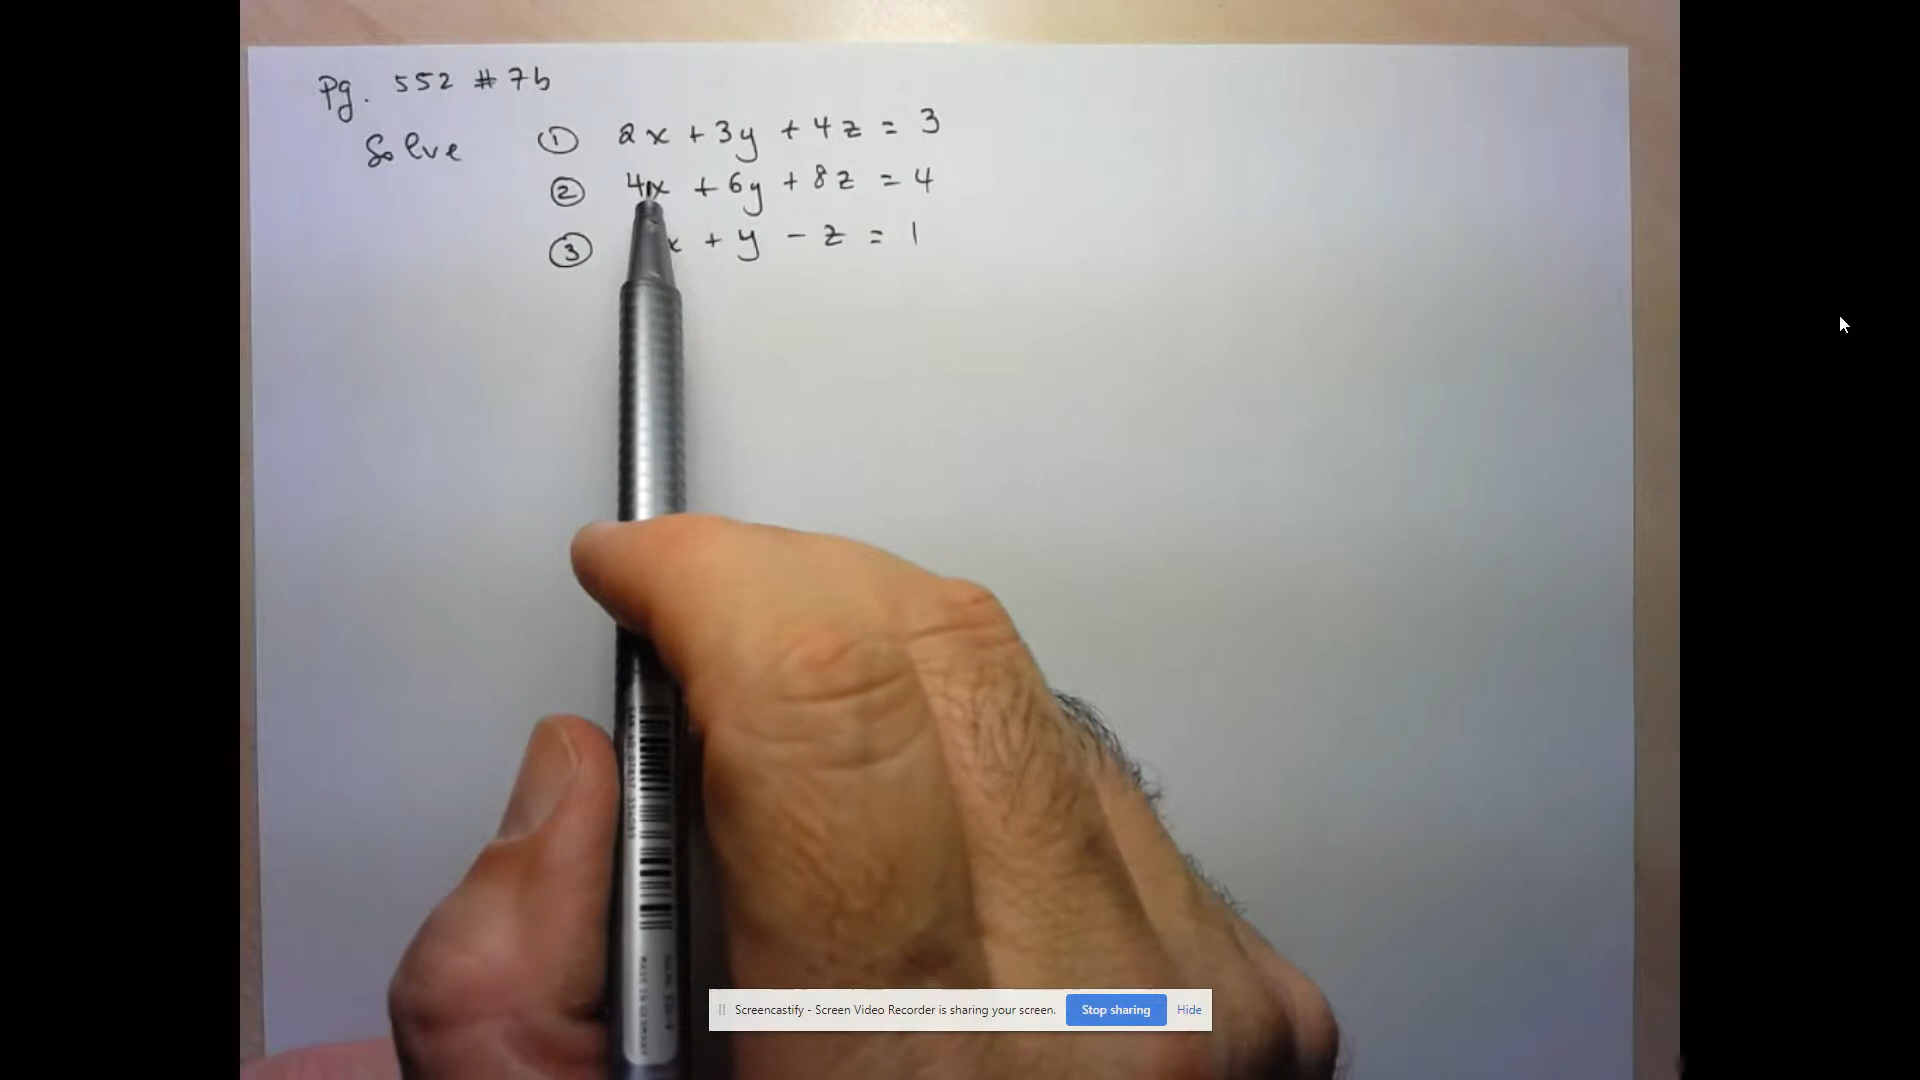 Pg. 552 #7b
Solve ① 2x + 3y + 4z = 3
② 4x + 6y + 8z = 4
③ x + y - z = 1
Screencastify - Screen Video Recorder is sharing your screen. Stop sharing Hide